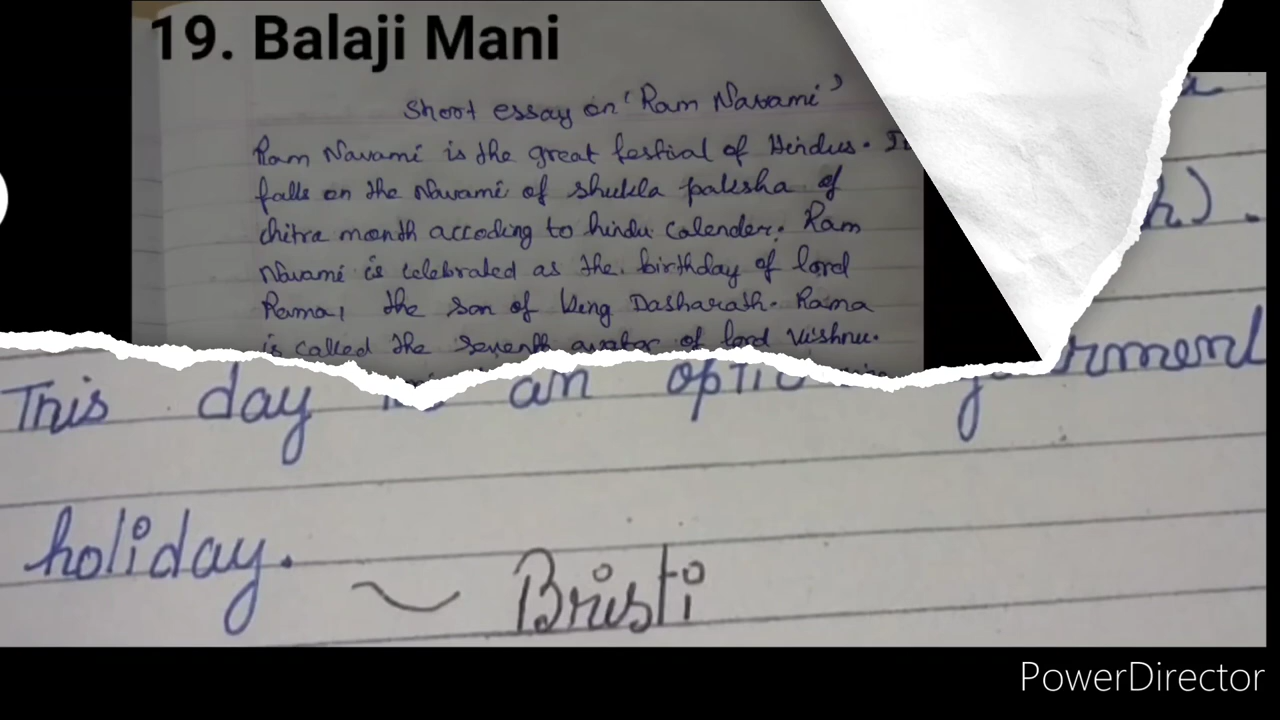 19. Balaji Mani
Shoot essay on 'Ram Navami'
Ram Navami is the great festival of Hindus. It
falls on the Navami of shukla paksha of
chitra month accoding to hindu calender. Ram
Navami is celebrated as the birthday of lord
Rama, the son of King Dasharath. Rama
is called the seventh avatar of lord Vishnu.
h).
This day an
holiday.
~ Bristi
PowerDirector